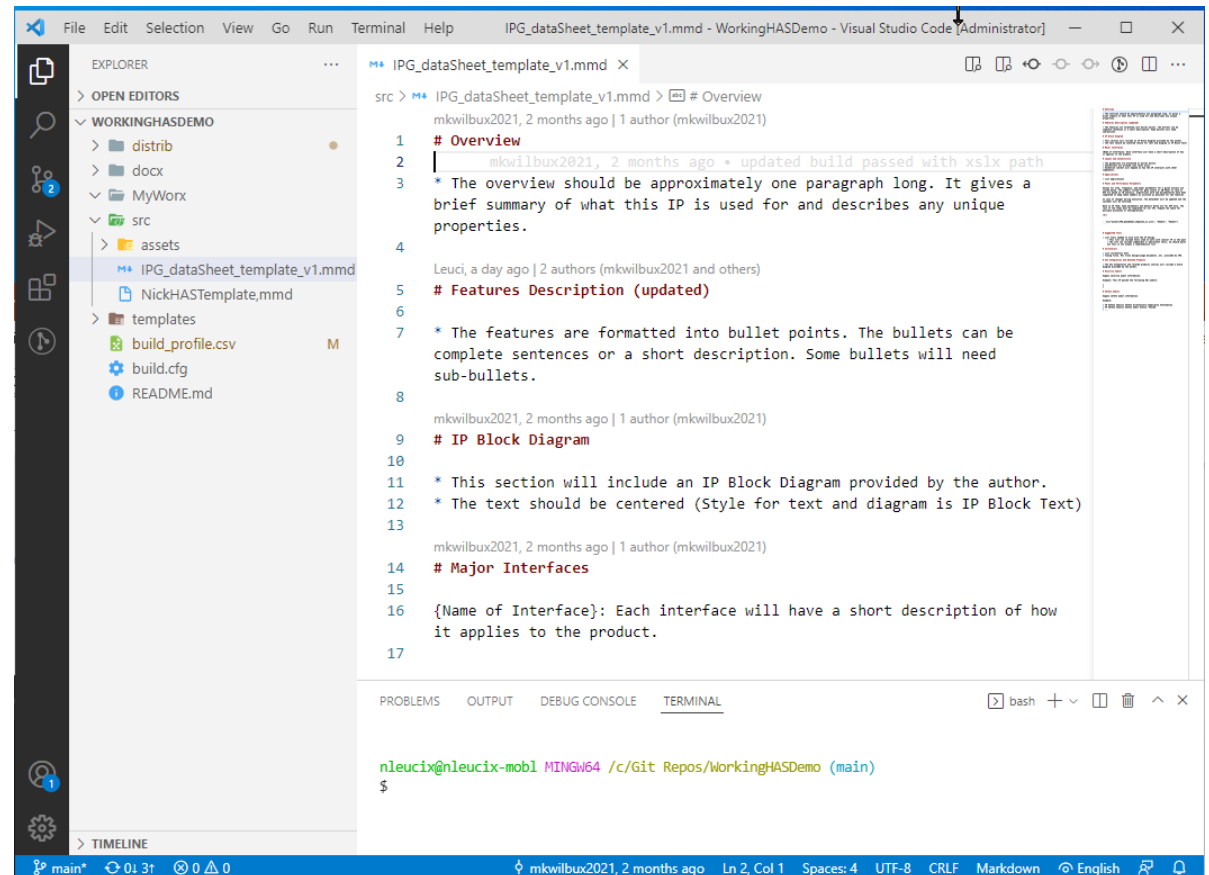 File Edit Selection View Go Run Terminal Help IPG_dataSheet_template_v1.mmd - WorkingHASDemo - Visual Studio Code [Administrator]
EXPLORER
OPEN EDITORS
WORKINGHASDEMO
distrib
docx
MyWorx
src
assets
IPG_dataSheet_template_v1.mmd
NickHASTemplate,mmd
templates
build_profile.csv M
build.cfg
README.md
TIMELINE
2
1
IPG_dataSheet_template_v1.mmd
src > IPG_dataSheet_template_v1.mmd > abc # Overview
mkwilbux2021, 2 months ago | 1 author (mkwilbux2021)
1 # Overview
2 mkwilbux2021, 2 months ago • updated build passed with xslx path
3 * The overview should be approximately one paragraph long. It gives a
brief summary of what this IP is used for and describes any unique
properties.
4
Leuci, a day ago | 2 authors (mkwilbux2021 and others)
5 # Features Description (updated)
6
7 * The features are formatted into bullet points. The bullets can be
complete sentences or a short description. Some bullets will need
sub-bullets.
8
mkwilbux2021, 2 months ago | 1 author (mkwilbux2021)
9 # IP Block Diagram
10
11 * This section will include an IP Block Diagram provided by the author.
12 * The text should be centered (Style for text and diagram is IP Block Text)
13
mkwilbux2021, 2 months ago | 1 author (mkwilbux2021)
14 # Major Interfaces
15
16 {Name of Interface}: Each interface will have a short description of how
it applies to the product.
17
PROBLEMS OUTPUT DEBUG CONSOLE TERMINAL bash
nleucix@nleucix-mobl MINGW64 /c/Git Repos/WorkingHASDemo (main)
$
main* 0↓ 3↑ 0 0 mkwilbux2021, 2 months ago Ln 2, Col 1 Spaces: 4 UTF-8 CRLF Markdown English